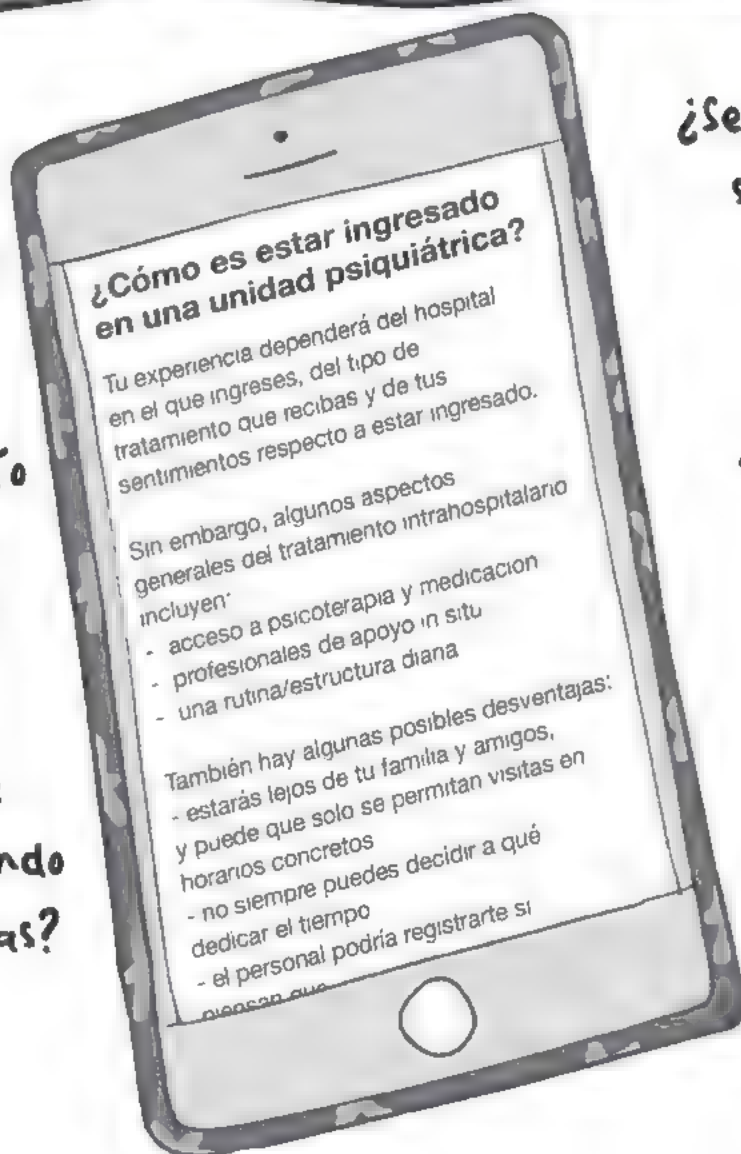 ¿Cómo es estar ingresado
en una unidad psiquiátrica?
Tu experiencia dependerá del hospital
en el que ingreses, del tipo de
tratamiento que recibas y de tus
sentimientos respecto a estar ingresado.
Sin embargo, algunos aspectos
generales del tratamiento intrahospitalario
incluyen:
- acceso a psicoterapia y medicacion
- profesionales de apoyo in situ
- una rutina/estructura diaria
También hay algunas posibles desventajas:
- estarás lejos de tu familia y amigos,
y puede que solo se permitan visitas en
horarios concretos
- no siempre puedes decidir a qué
dedicar el tiempo
- el personal podría registrarte si
piensan que
¿Se